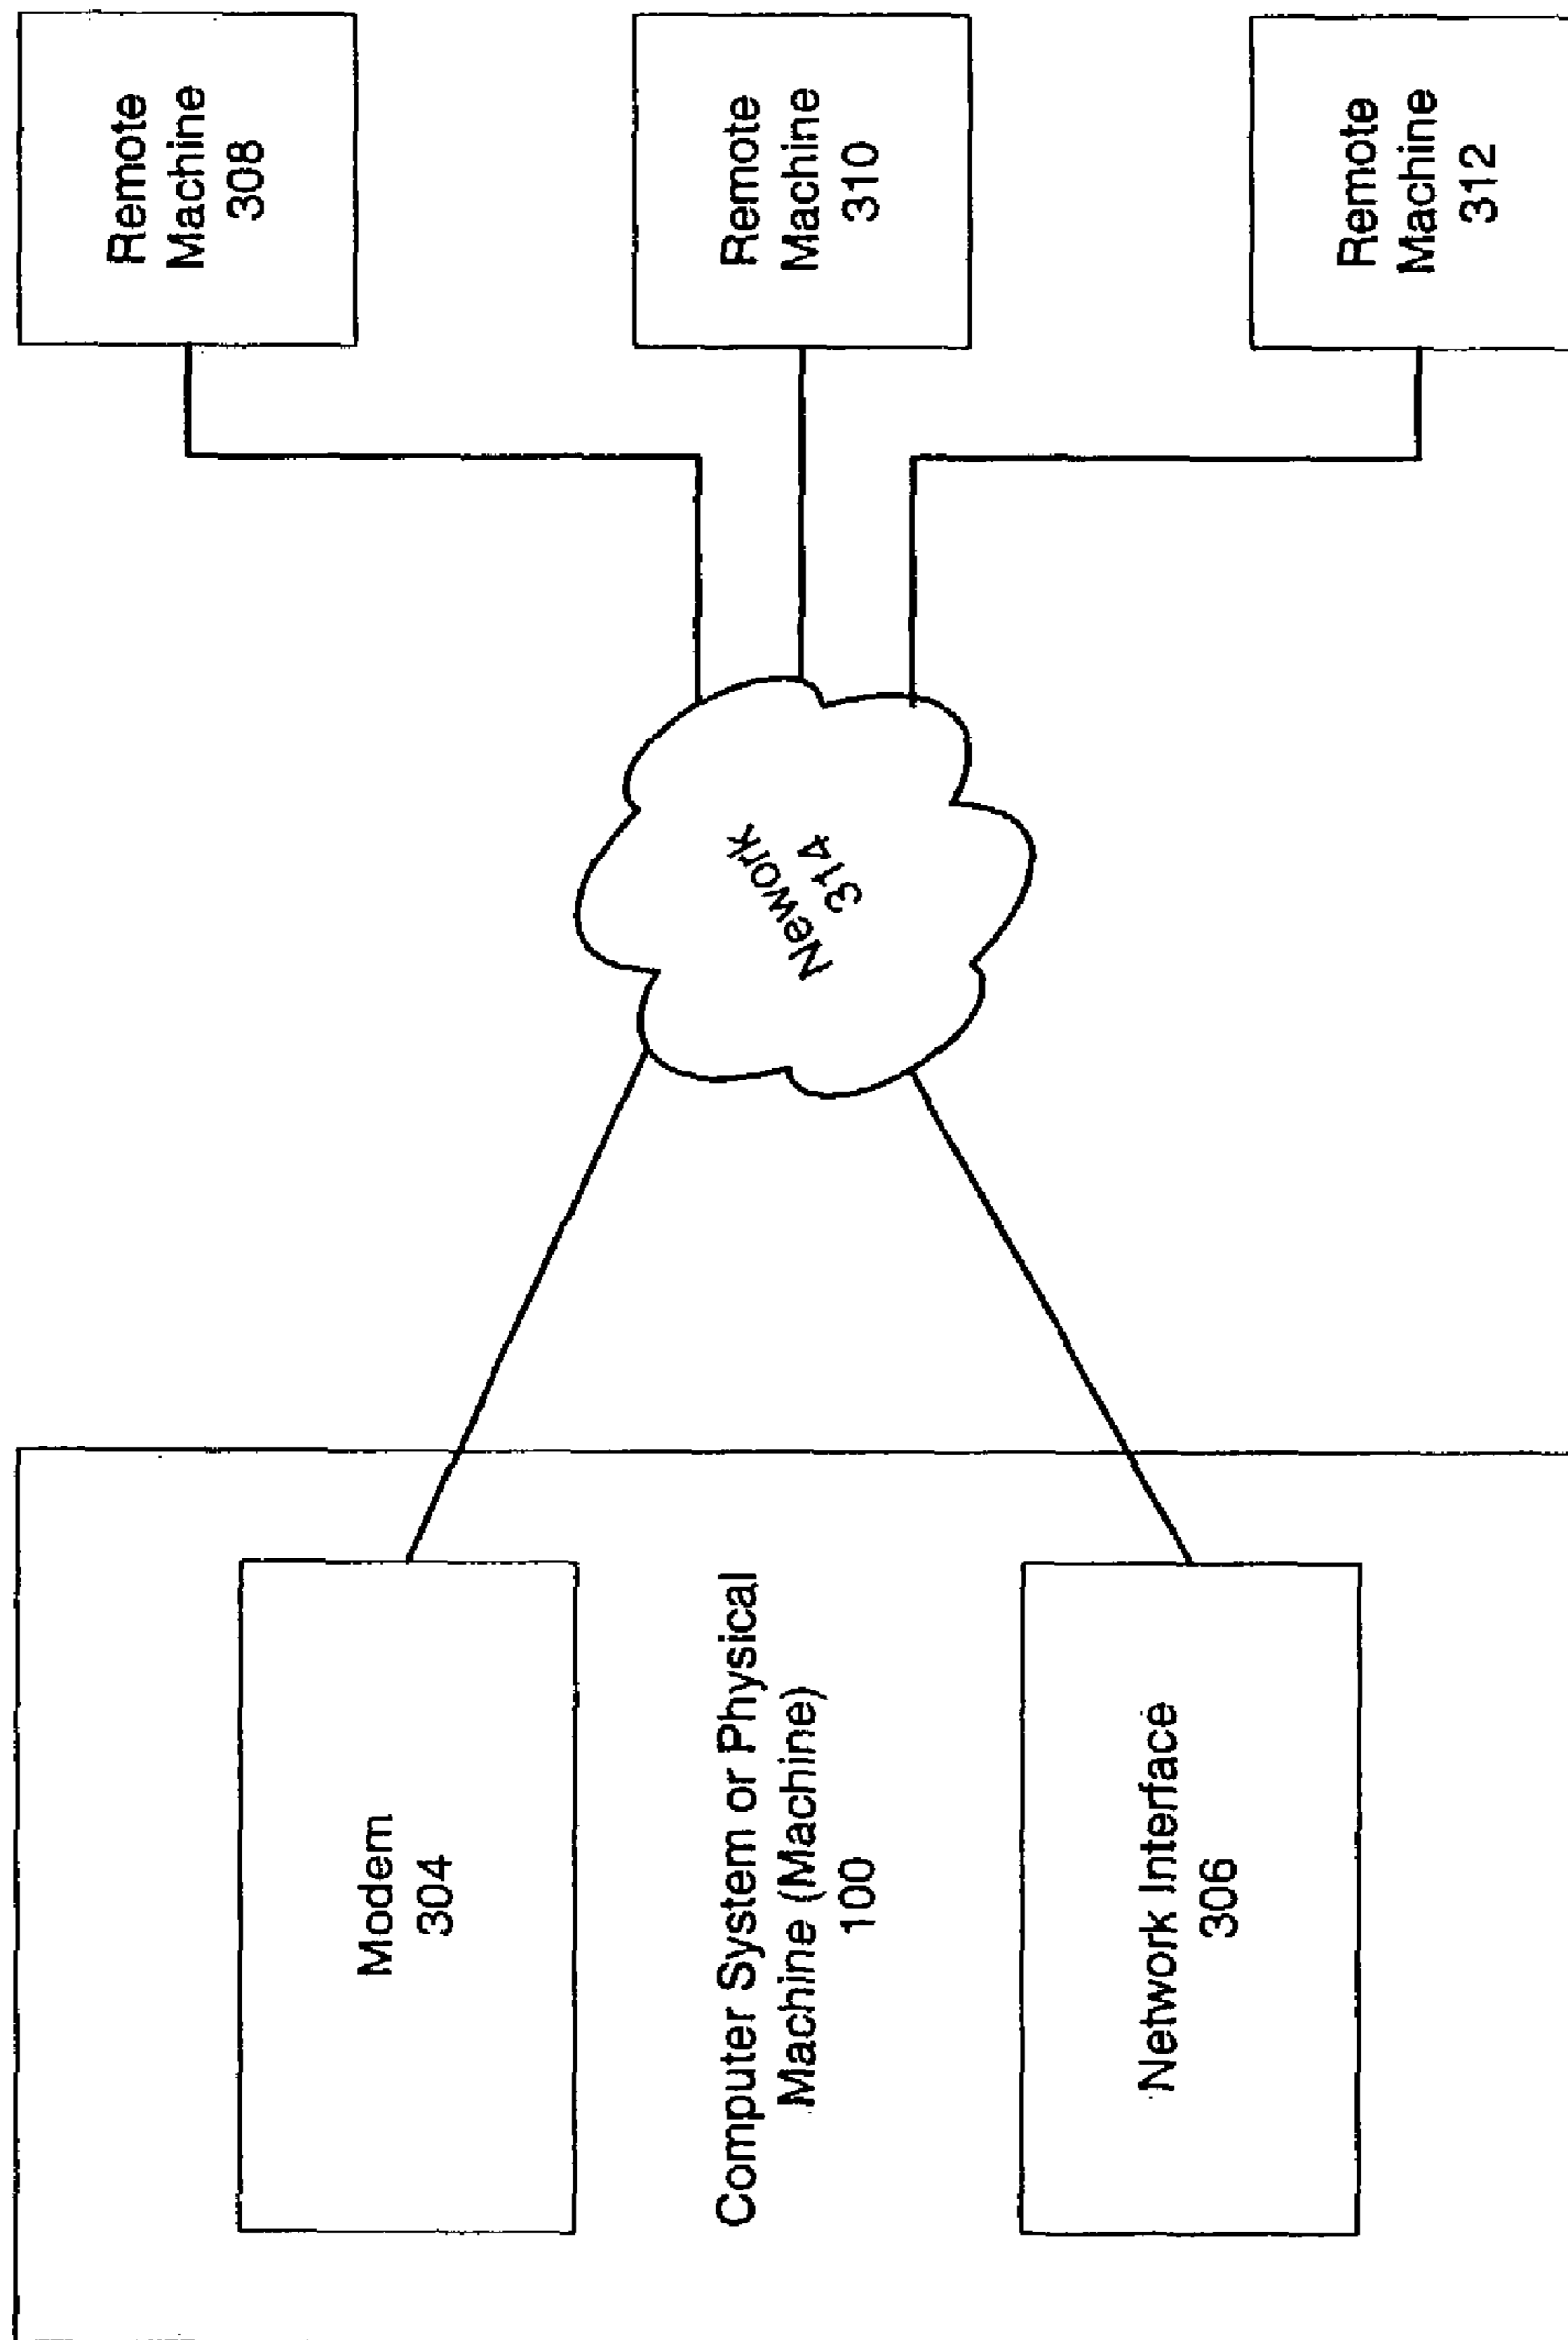 Modem
304
Computer System or Physical
Machine (Machine)
100
Network Interface
306
Nework
314
Remote
Machine
308
Remote
Machine
310
Remote
Machine
312